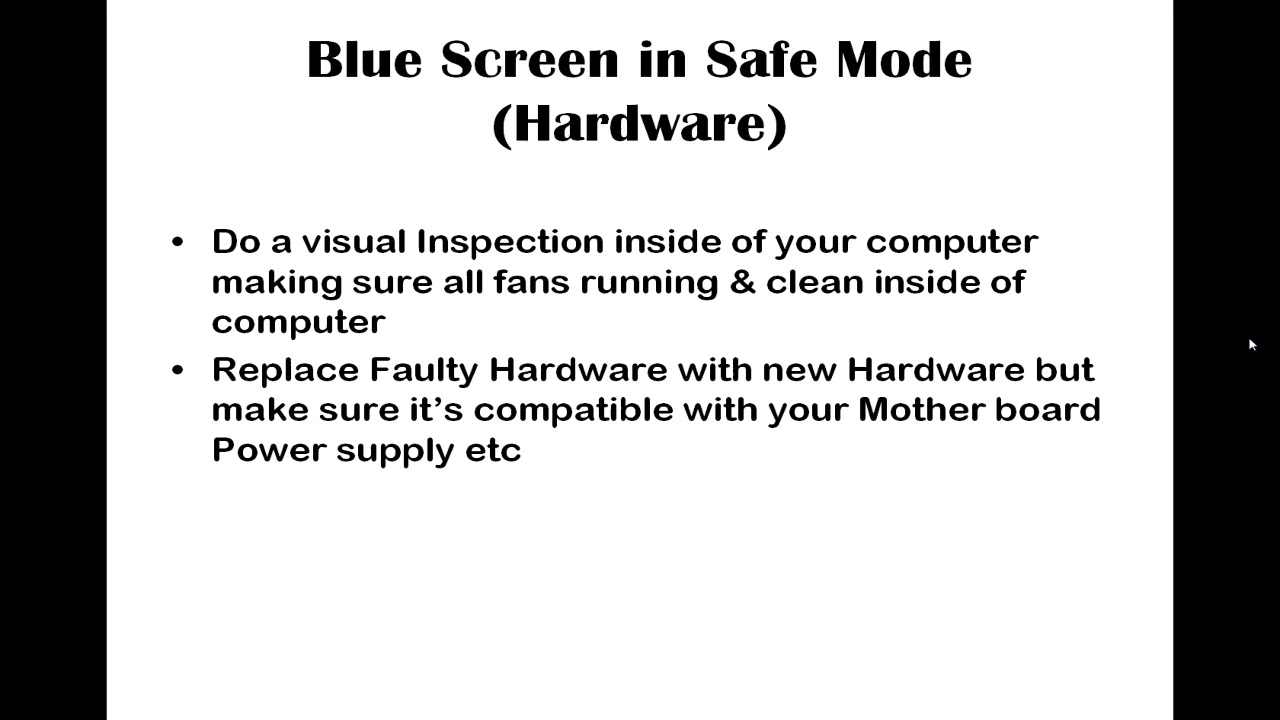 Blue Screen in Safe Mode
(Hardware)
• Do a visual Inspection inside of your computer
making sure all fans running & clean inside of
computer
• Replace Faulty Hardware with new Hardware but
make sure it’s compatible with your Mother board
Power supply etc